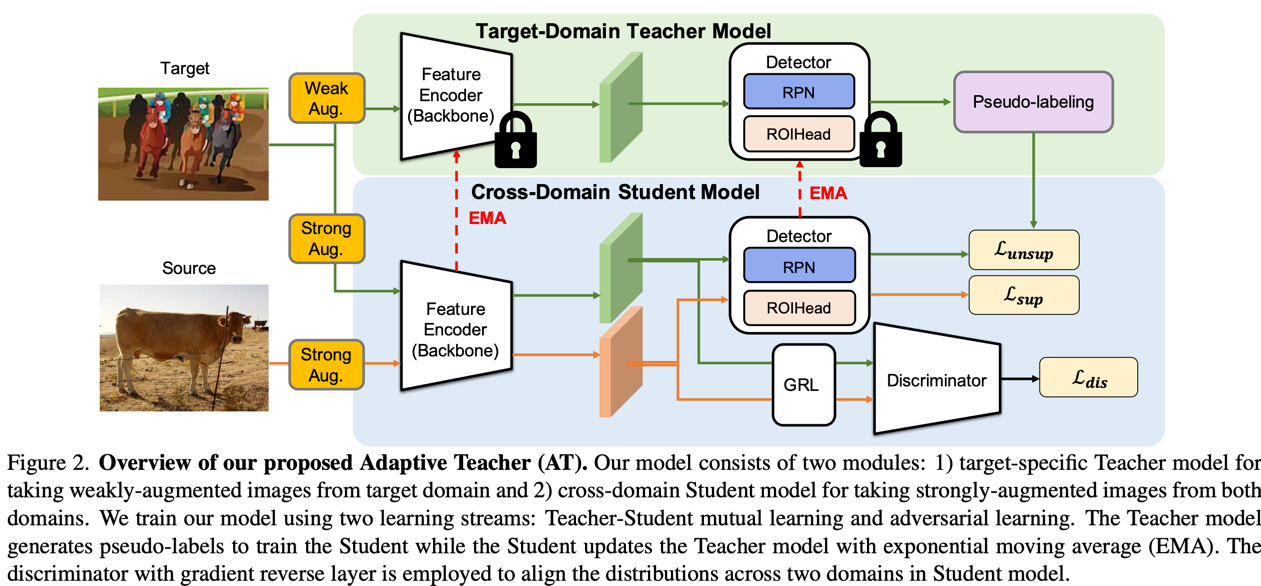 Target-Domain Teacher Model
Target
Weak
Aug.
Feature
Encoder
(Backbone)
Detector
RPN
ROIHead
Pseudo-labeling
Cross-Domain Student Model
EMA
EMA
Strong
Aug.
Source
Strong
Aug.
Feature
Encoder
(Backbone)
Detector
RPN
ROIHead
ℒunsup
ℒsup
GRL
Discriminator
ℒdis
Figure 2. Overview of our proposed Adaptive Teacher (AT). Our model consists of two modules: 1) target-specific Teacher model for
taking weakly-augmented images from target domain and 2) cross-domain Student model for taking strongly-augmented images from both
domains. We train our model using two learning streams: Teacher-Student mutual learning and adversarial learning. The Teacher model
generates pseudo-labels to train the Student while the Student updates the Teacher model with exponential moving average (EMA). The
discriminator with gradient reverse layer is employed to align the distributions across two domains in Student model.